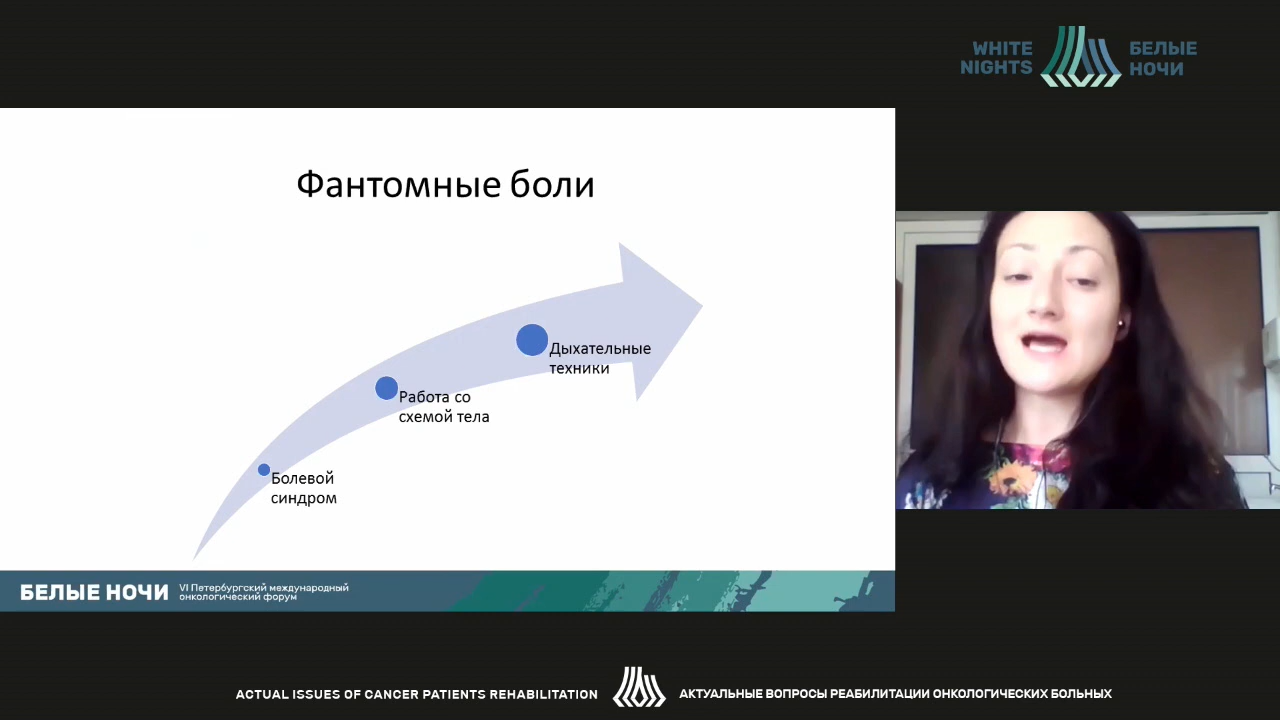 WHITE
NIGHTS
БЕЛЫЕ
НОЧИ
Фантомные боли
Дыхательные
техники
Работа со
схемой тела
Болевой
синдром
БЕЛЫЕ НОЧИ
VI Петербургский международный
онкологический форум
ACTUAL ISSUES OF CANCER PATIENTS REHABILITATION
АКТУАЛЬНЫЕ ВОПРОСЫ РЕАБИЛИТАЦИИ ОНКОЛОГИЧЕСКИХ БОЛЬНЫХ